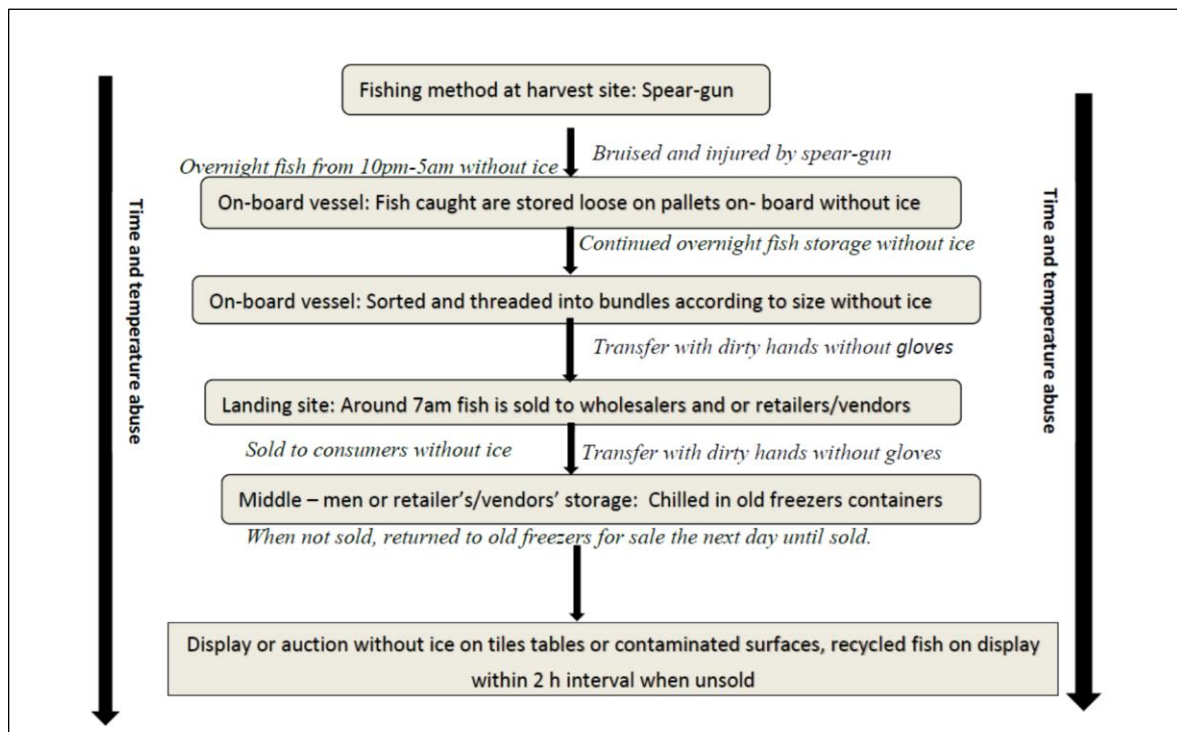 Fishing method at harvest site: Spear-gun
Bruised and injured by spear-gun
Overnight fish from 10pm-5am without ice
On-board vessel: Fish caught are stored loose on pallets on- board without ice
Continued overnight fish storage without ice
On-board vessel: Sorted and threaded into bundles according to size without ice
Transfer with dirty hands without gloves
Landing site: Around 7am fish is sold to wholesalers and or retailers/vendors
Sold to consumers without ice
Transfer with dirty hands without gloves
Middle – men or retailer's/vendors' storage: Chilled in old freezers containers
When not sold, returned to old freezers for sale the next day until sold.
Display or auction without ice on tiles tables or contaminated surfaces, recycled fish on display
within 2 h interval when unsold
Time and temperature abuse
Time and temperature abuse